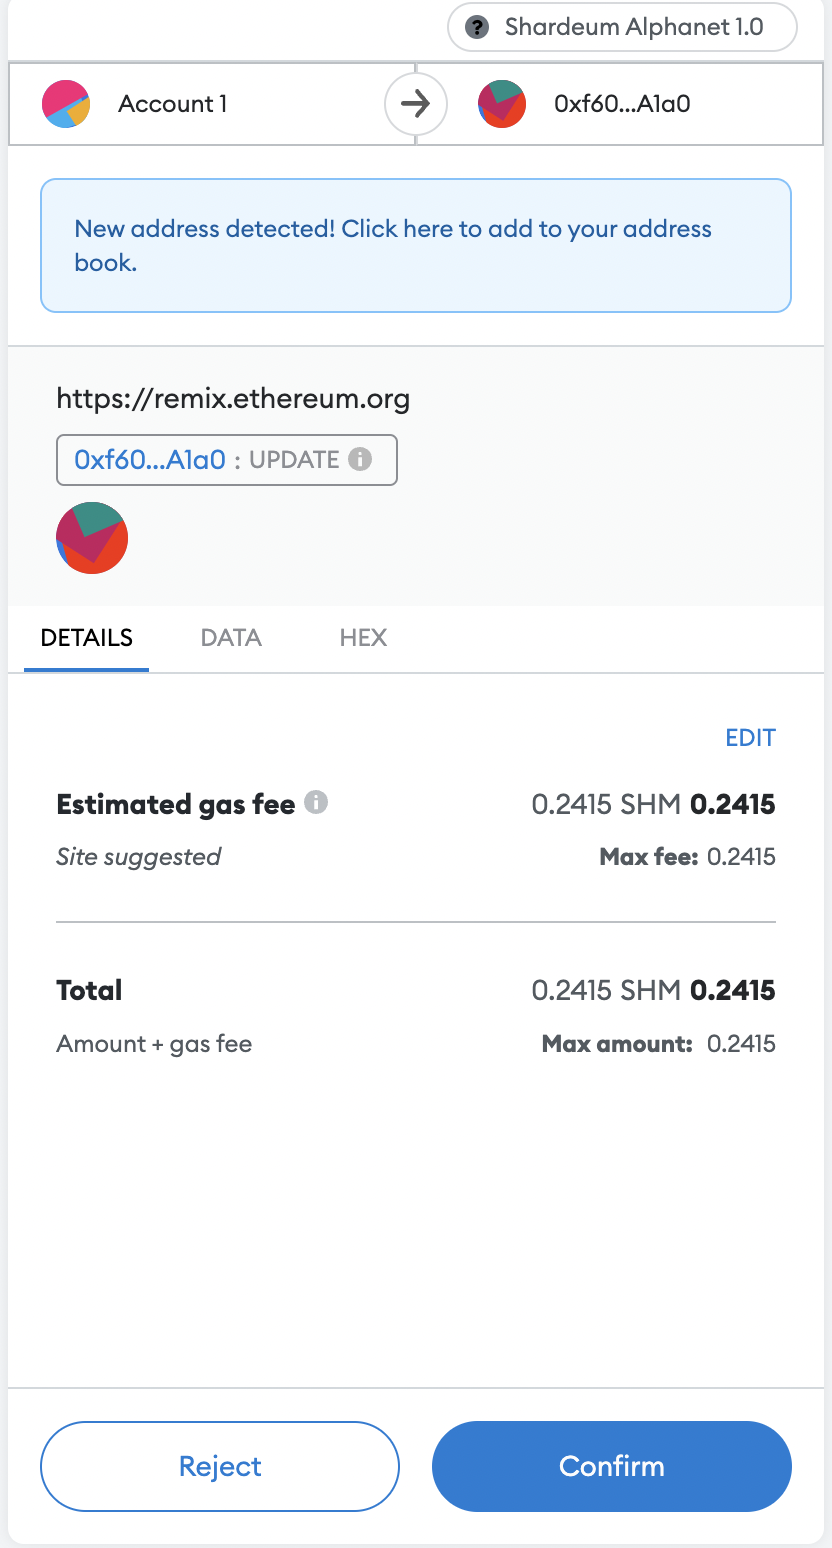 Shardeum Alphanet 1.0
Account 1
0xf60...A1a0
New address detected! Click here to add to your address
book.
https://remix.ethereum.org
0xf60...A1a0 : UPDATE
DETAILS DATA HEX
EDIT
Estimated gas fee 0.2415 SHM 0.2415
Site suggested Max fee: 0.2415
Total 0.2415 SHM 0.2415
Amount + gas fee Max amount: 0.2415
Reject Confirm